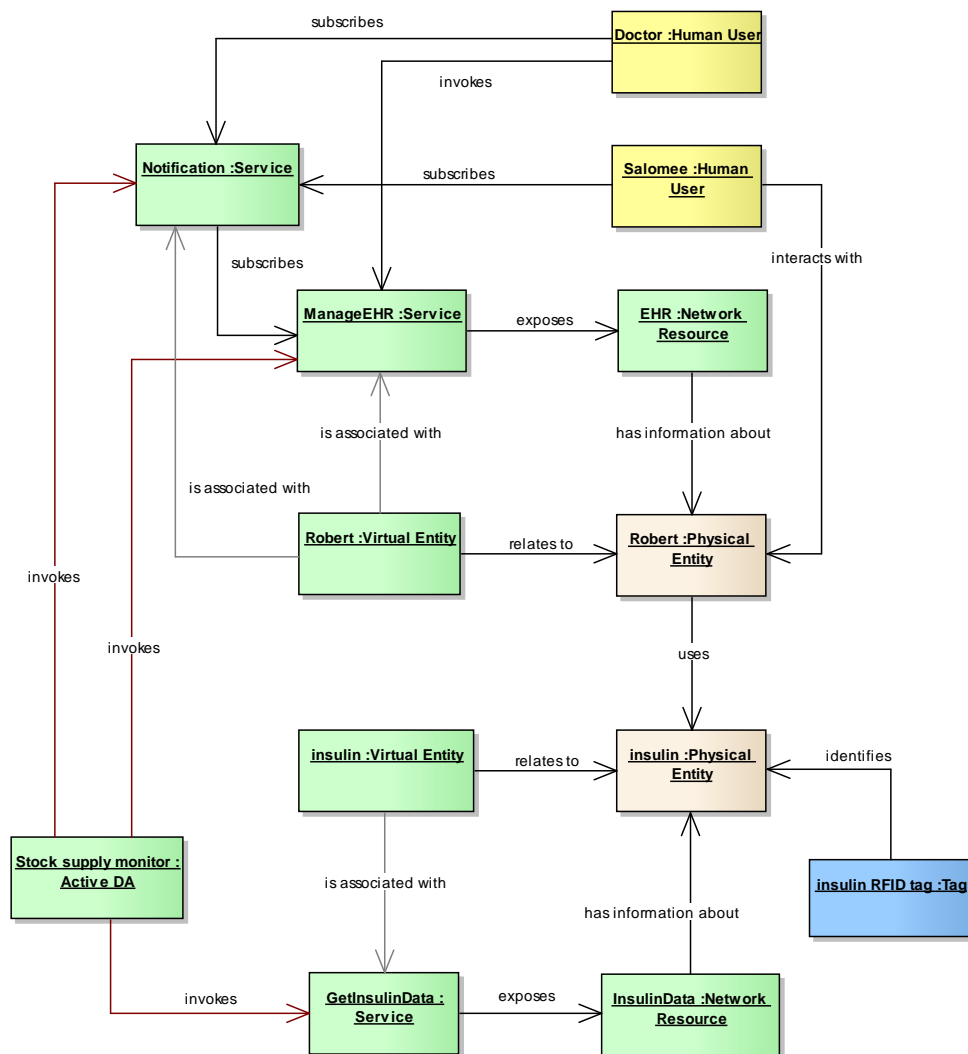 subscribes
Doctor :Human User
invokes
Notification :Service
subscribes
Salomee :Human
User
subscribes
interacts with
ManageEHR :Service
exposes
EHR :Network
Resource
is associated with
has information about
is associated with
Robert :Virtual Entity
relates to
Robert :Physical
Entity
invokes
invokes
uses
insulin :Virtual Entity
relates to
insulin :Physical
Entity
identifies
Stock supply monitor :
Active DA
is associated with
insulin RFID tag :Tag
has information about
invokes
GetInsulinData :
Service
exposes
InsulinData :Network
Resource